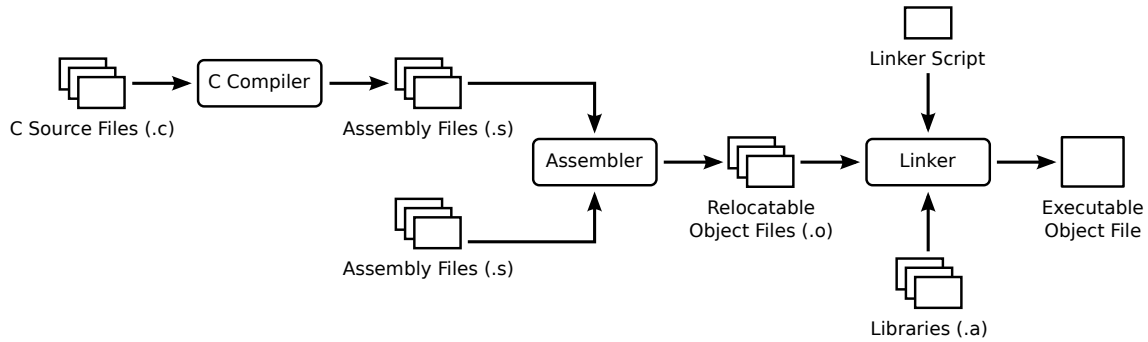 Linker Script
C Compiler
C Source Files (.c)
Assembly Files (.s)
Assembler
Linker
Relocatable
Object Files (.o)
Executable
Object File
Assembly Files (.s)
Libraries (.a)